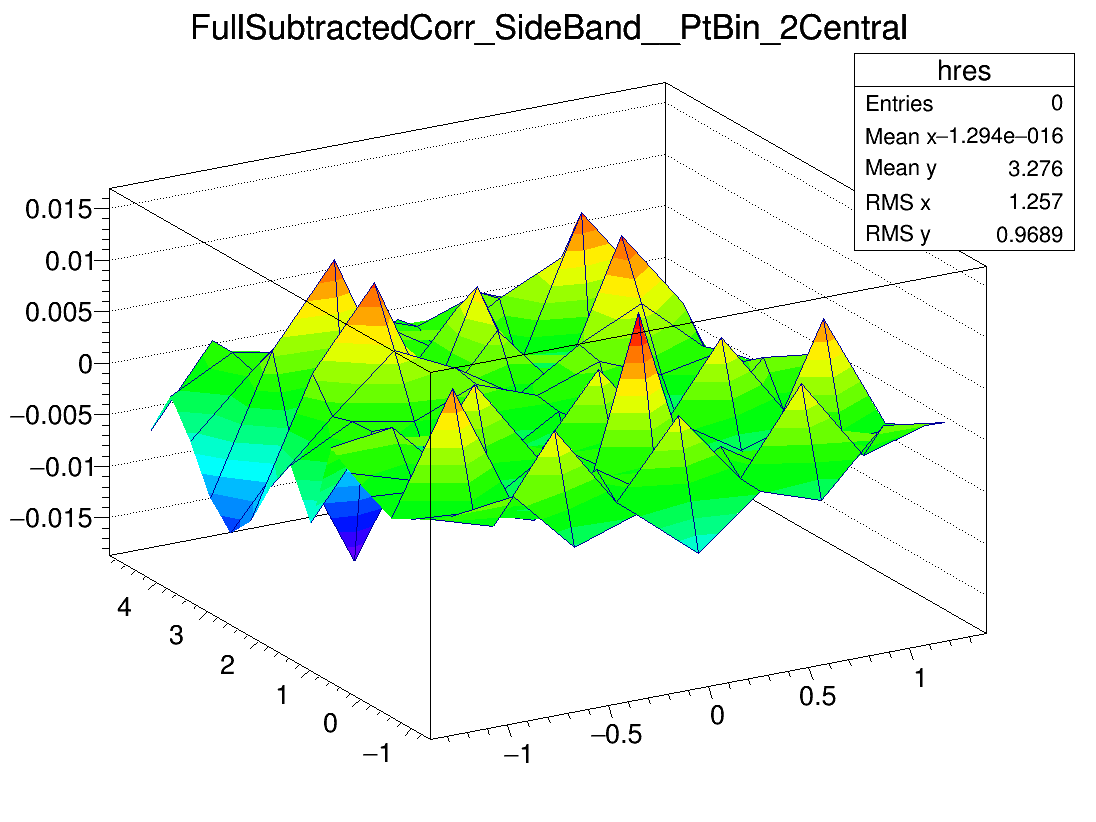 FullSubtractedCorr_SideBand__PtBin_2Central
hres
Entries 0
Mean x−1.294e−016
Mean y 3.276
RMS x 1.257
RMS y 0.9689
0.015
0.01
0.005
0
−0.005
−0.01
−0.015
4
3
2
1
0
−1
−1
−0.5
0
0.5
1